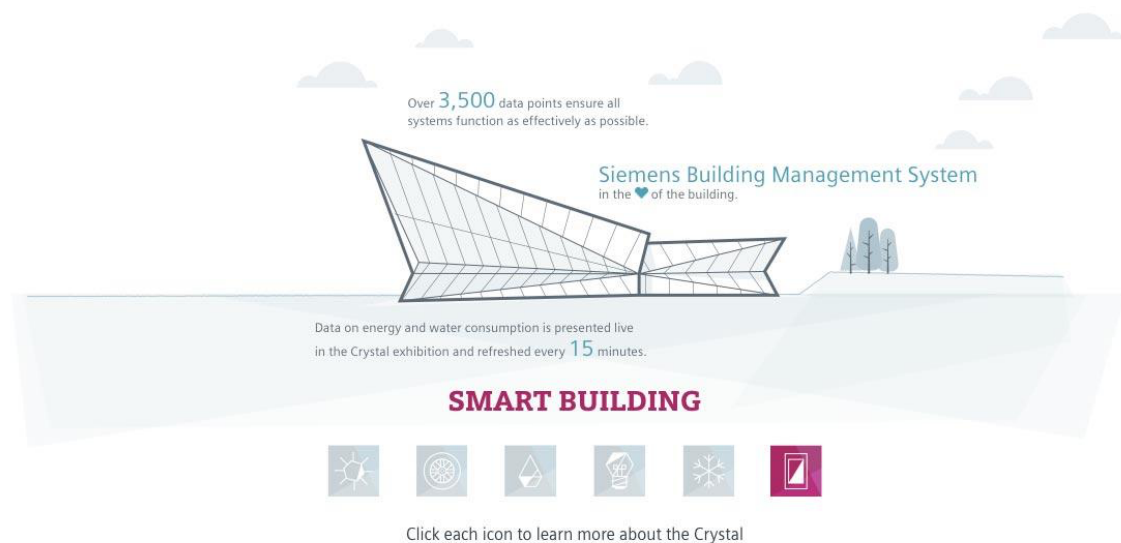 Over 3,500 data points ensure all
systems function as effectively as possible.
Siemens Building Management System
in the ♥ of the building.
Data on energy and water consumption is presented live
in the Crystal exhibition and refreshed every 15 minutes.
SMART BUILDING
Click each icon to learn more about the Crystal